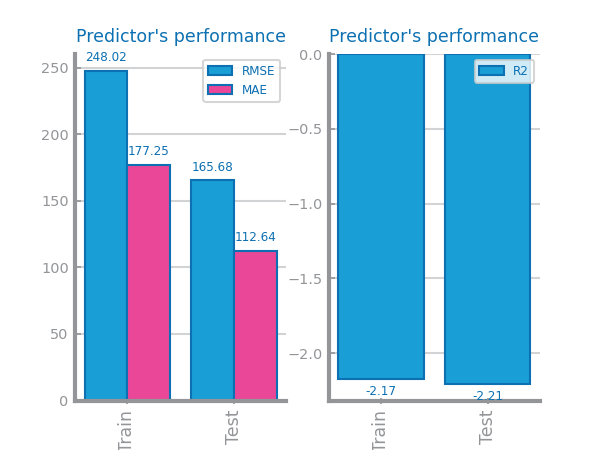 Predictor's performance
248.02
177.25
165.68
112.64
RMSE
MAE
250
200
150
100
50
0
Train
Test
Predictor's performance
R2
0.0
−0.5
−1.0
−1.5
−2.0
-2.17
-2.21
Train
Test